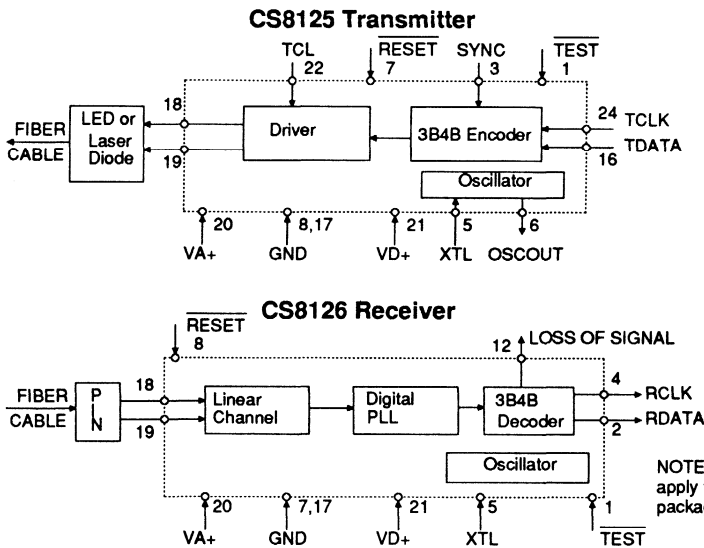 CS8125 Transmitter
TCL
22
RESET
7
SYNC
3
TEST
1
FIBER
CABLE
LED or
Laser
Diode
18
19
Driver
3B4B Encoder
24
TCLK
16
TDATA
Oscillator
20
VA+
8,17
GND
21
VD+
5
XTL
6
OSCOUT
CS8126 Receiver
RESET
8
12
LOSS OF SIGNAL
FIBER
CABLE
P
I
N
18
19
Linear
Channel
Digital
PLL
3B4B
Decoder
4
RCLK
2
RDATA
Oscillator
NOTE
apply
packag
20
VA+
7,17
GND
21
VD+
5
XTL
1
TEST